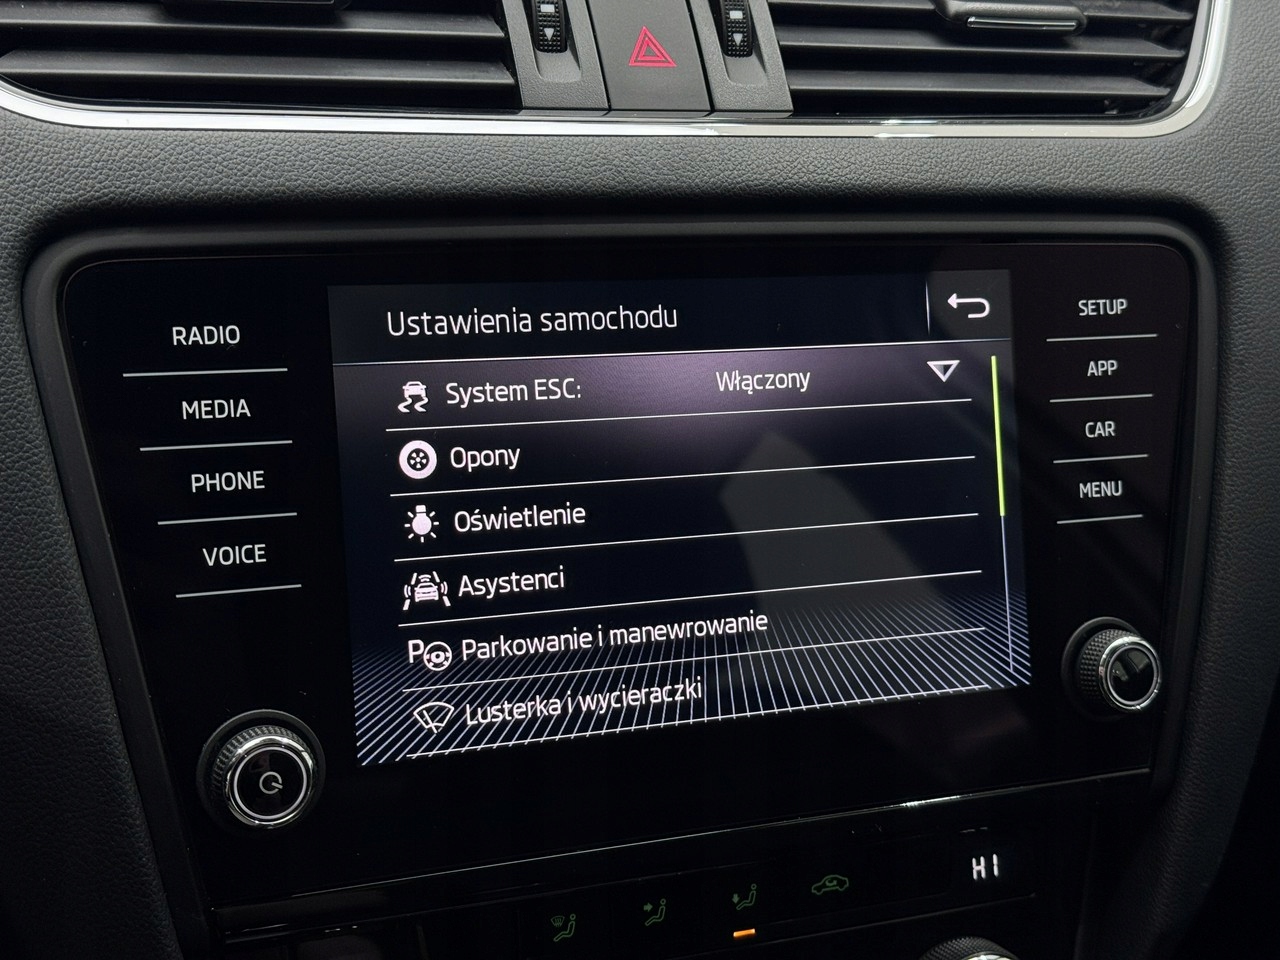 RADIO
MEDIA
PHONE
VOICE
Ustawienia samochodu
System ESC: Włączony
Opony
Oświetlenie
Asystenci
P Parkowanie i manewrowanie
Lusterka i wycieraczki
SETUP
APP
CAR
MENU
HI